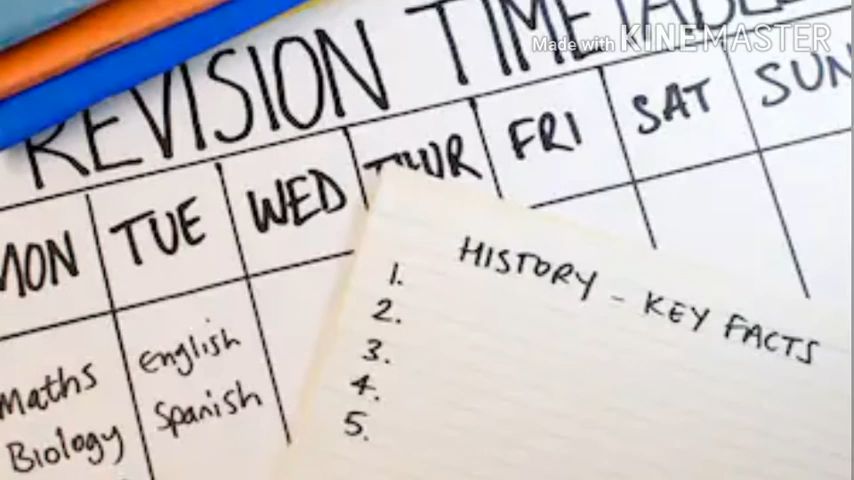 Made with KINEMASTER
REVISION TIMETABLE
MON TUE WED THUR FRI SAT SUN
Maths
Biology
English
Spanish
HISTORY - KEY FACTS
1.
2.
3.
4.
5.